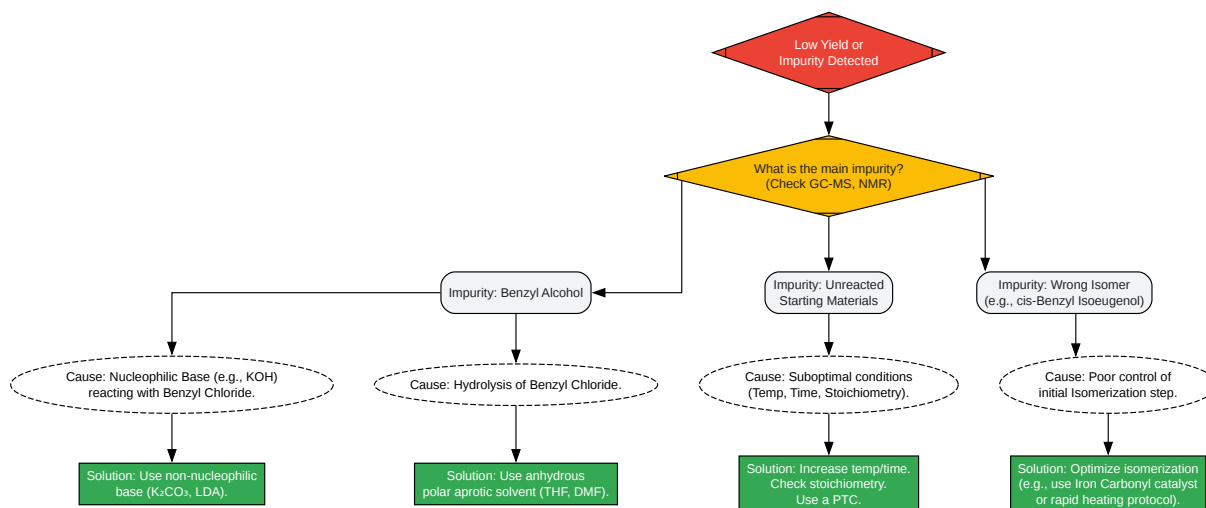 Low Yield or
Impurity Detected
What is the main impurity?
(Check GC-MS, NMR)
Impurity: Benzyl Alcohol
Impurity: Unreacted
Starting Materials
Impurity: Wrong Isomer
(e.g., cis-Benzyl Isoeugenol)
Cause: Nucleophilic Base (e.g., KOH)
reacting with Benzyl Chloride.
Cause: Hydrolysis of Benzyl Chloride.
Cause: Suboptimal conditions
(Temp, Time, Stoichiometry).
Cause: Poor control of
initial Isomerization step.
Solution: Use non-nucleophilic
base (K₂CO₃, LDA).
Solution: Use anhydrous
polar aprotic solvent (THF, DMF).
Solution: Increase temp/time.
Check stoichiometry.
Use a PTC.
Solution: Optimize isomerization
(e.g., use Iron Carbonyl catalyst
or rapid heating protocol).